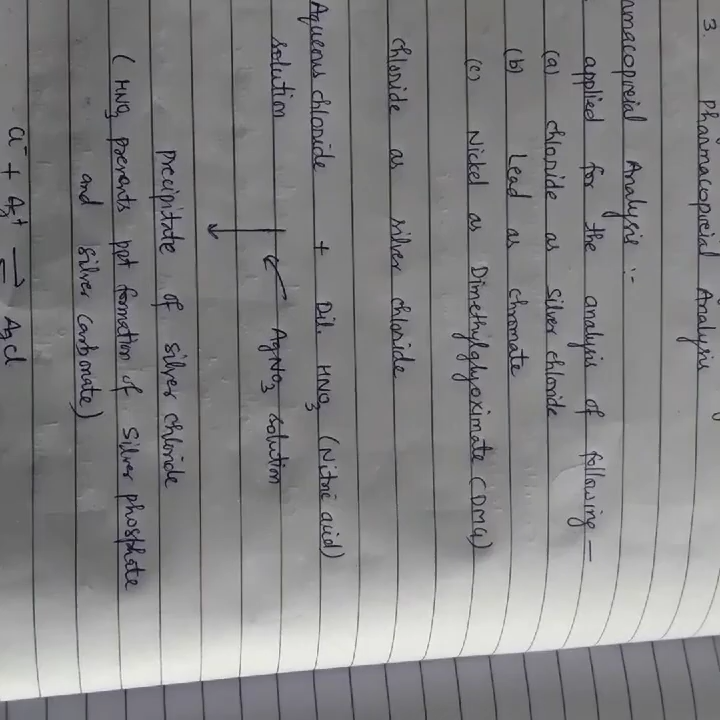 3. Pharmacopoeial Analysis
Analysis :-
applied for the analysis of following -
(a) chloride as silver chloride
(b) Lead as chromate
(c) Nickel as Dimethylglyoximate (DMG)
chloride as silver chloride
Aqueous chloride + Dil. HNO3 (Nitric acid)
solution
AgNO3 solution
precipitate of silver chloride
(HNO3 prevents ppt formation of silver phosphate
and silver carbonate)
Cl- + Ag+ ⇌ AgCl